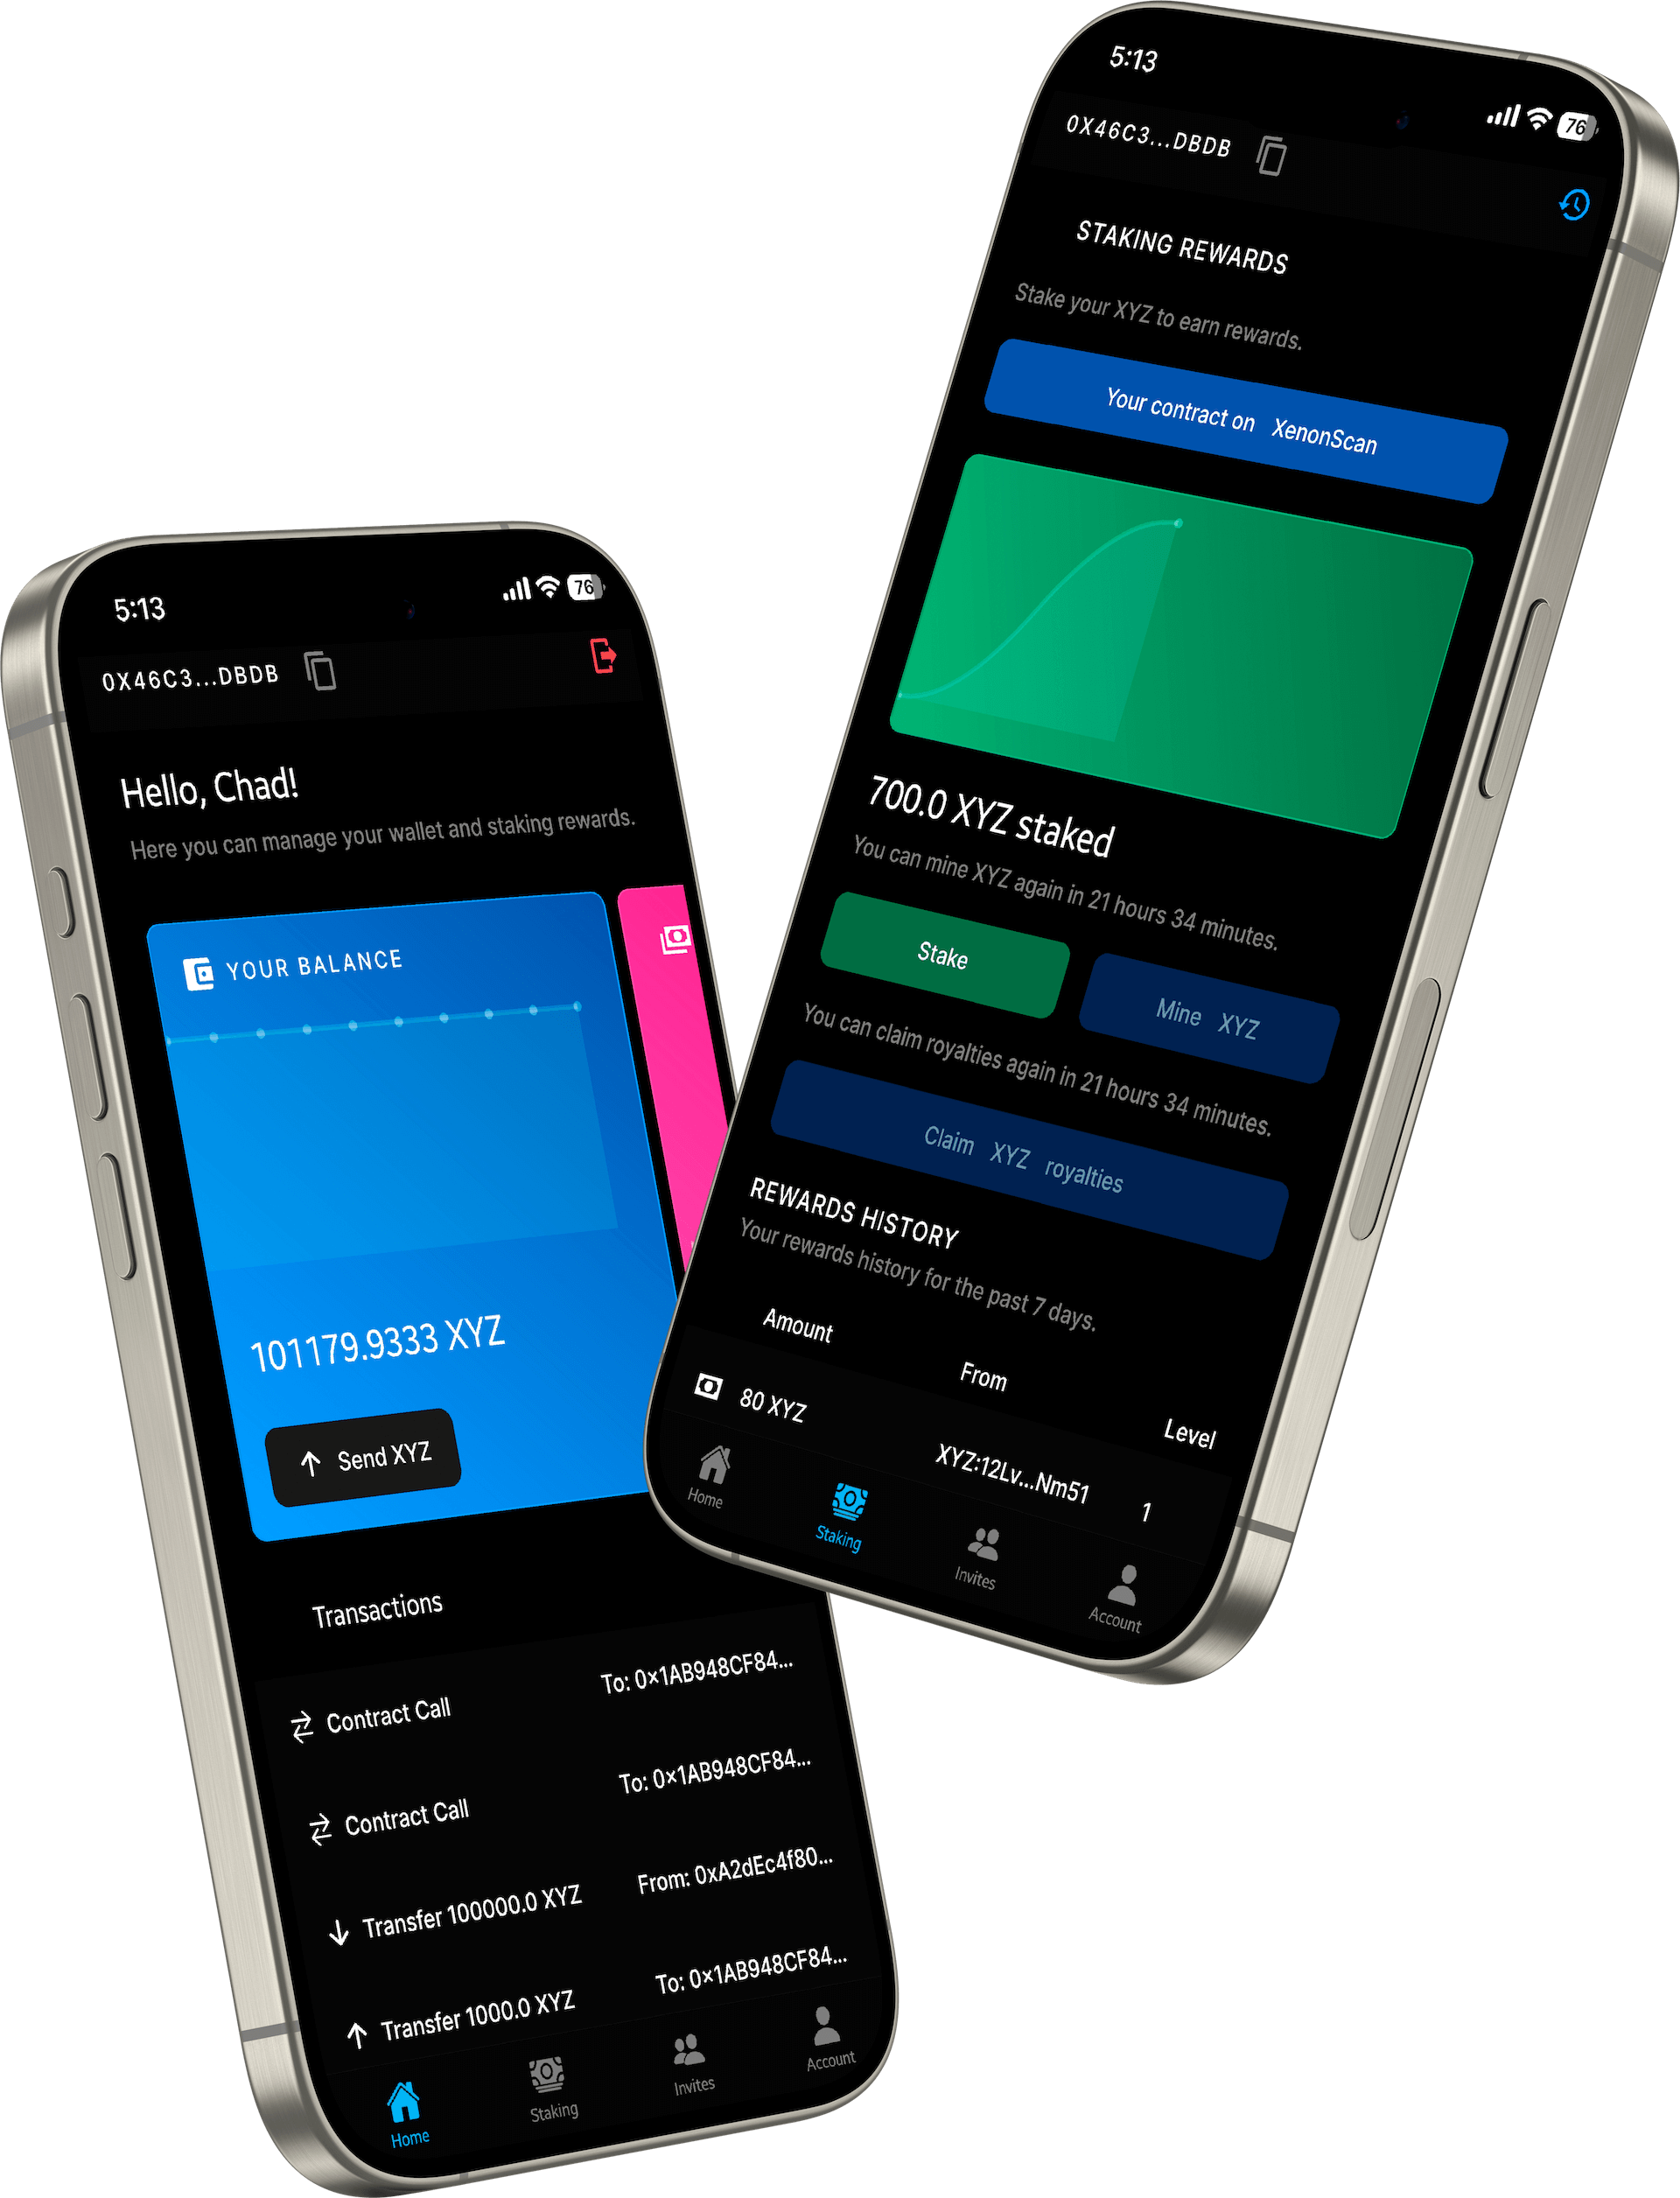 5:13
76
0X46C3...DBDB
Hello, Chad!
Here you can manage your wallet and staking rewards.
YOUR BALANCE
101179.9333 XYZ
Send XYZ
Transactions
Contract Call
To: 0x1AB948CF84...
Contract Call
To: 0x1AB948CF84...
Transfer 100000.0 XYZ
From: 0xA2dEc4f80...
Transfer 1000.0 XYZ
To: 0x1AB948CF84...
Home
Staking
Invites
Account
5:13
76
0X46C3...DBDB
STAKING REWARDS
Stake your XYZ to earn rewards.
Your contract on XenonScan
700.0 XYZ staked
You can mine XYZ again in 21 hours 34 minutes.
Stake
Mine XYZ
You can claim royalties again in 21 hours 34 minutes.
Claim XYZ royalties
REWARDS HISTORY
Your rewards history for the past 7 days.
Amount
From
Level
80 XYZ
XYZ:12Lv...Nm51
1
Home
Staking
Invites
Account